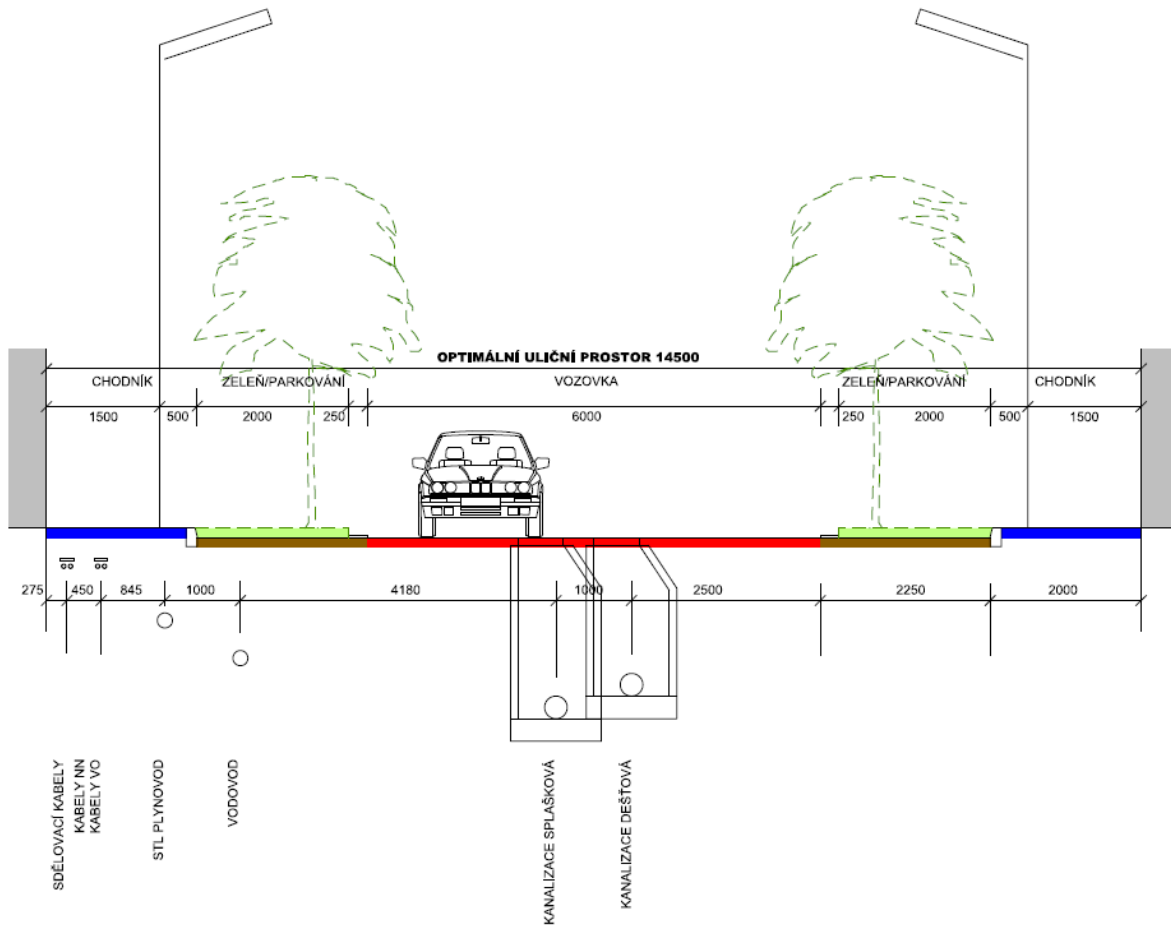 OPTIMÁLNÍ ULIČNÍ PROSTOR 14500
CHODNÍK ZELEŇ/PARKOVÁNÍ VOZOVKA ZELEŇ/PARKOVÁNÍ CHODNÍK
1500 500 2000 250 6000 250 2000 500 1500
275 450 845 1000 4180 1000 2500 2250 2000
SDĚLOVACÍ KABELY
KABELY NN
KABELY VO
STL PLYNOVOD
VODOVOD
KANALIZACE SPLAŠKOVÁ
KANALIZACE DEŠŤOVÁ